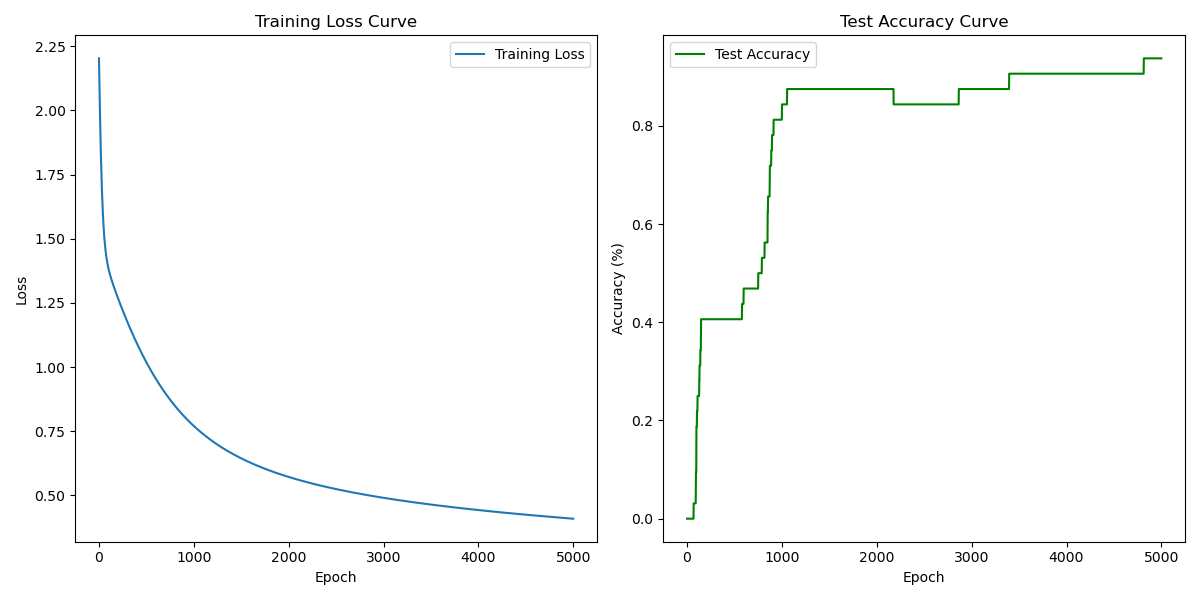 Training Loss Curve
Training Loss
2.25
2.00
1.75
1.50
1.25
1.00
0.75
0.50
Loss
0 1000 2000 3000 4000 5000
Epoch
Test Accuracy Curve
Test Accuracy
0.8
0.6
0.4
0.2
0.0
Accuracy (%)
0 1000 2000 3000 4000 5000
Epoch